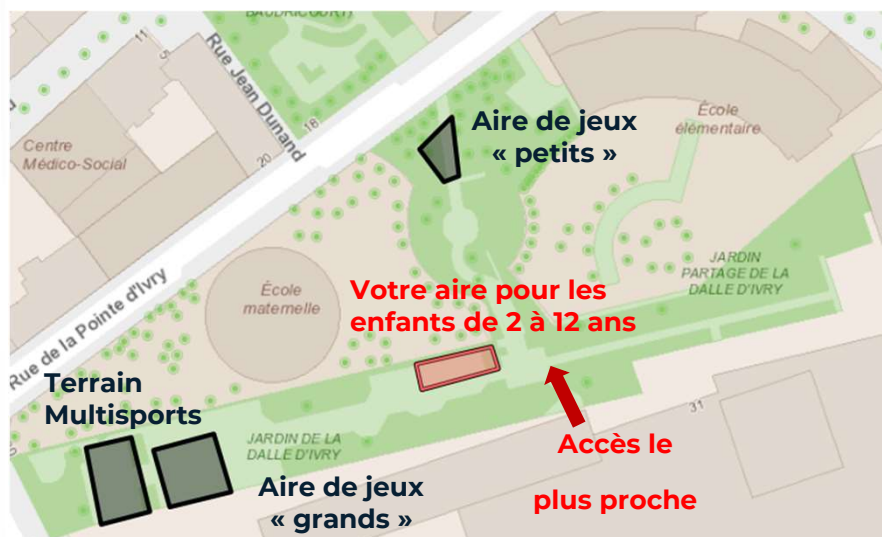 BAUDRICOURT)
Rue Jean Dunand
11
5
18
20
Centre
Médico-Social
Aire de jeux
« petits »
École
élémentaire
Rue de la Pointe d'Ivry
École
maternelle
Votre aire pour les
enfants de 2 à 12 ans
JARDIN
PARTAGE DE LA
DALLE D'IVRY
Terrain
Multisports
31
JARDIN DE LA
DALLE D'IVRY
Accès le
plus proche
Aire de jeux
« grands »